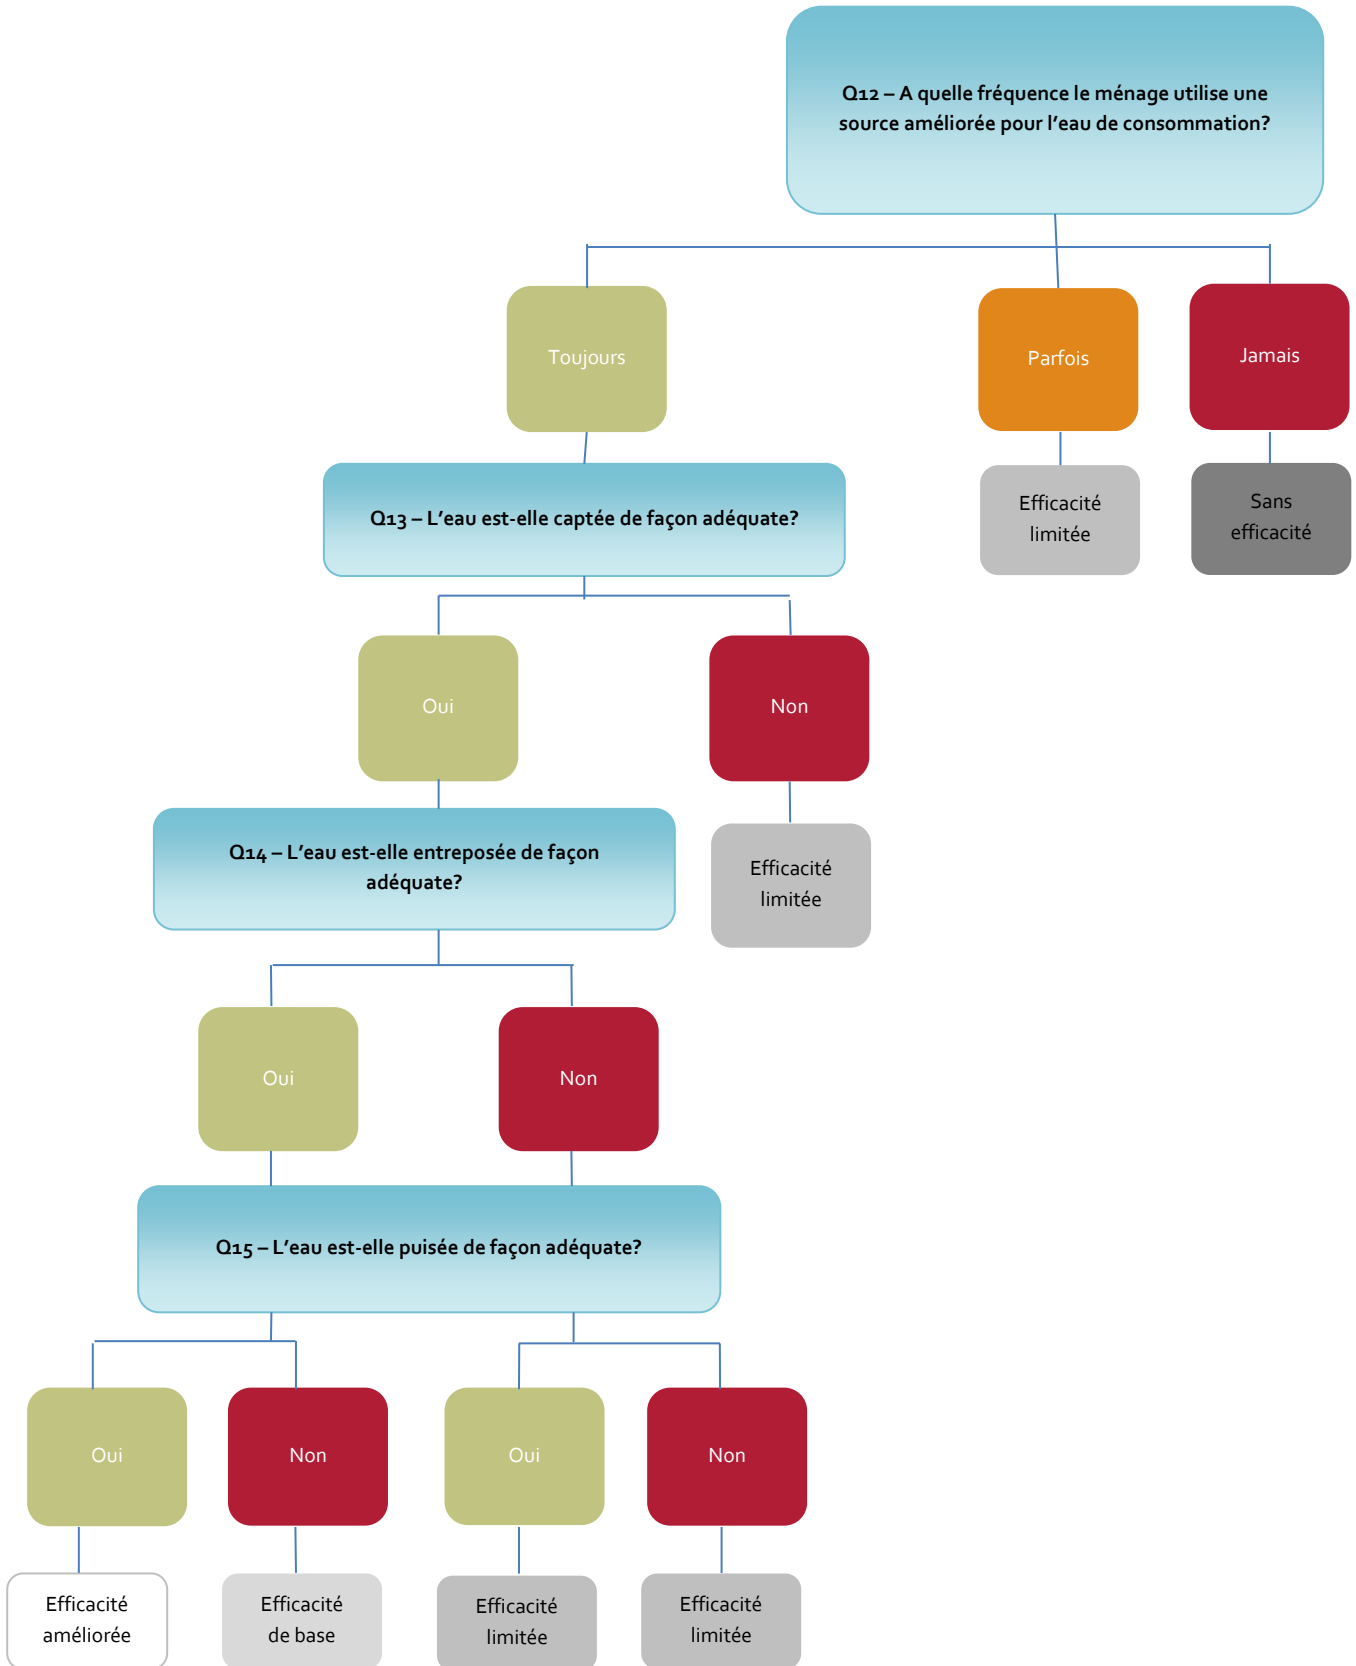 Q12 – A quelle fréquence le ménage utilise une
source améliorée pour l'eau de consommation?
Toujours
Parfois
Jamais
Efficacité
limitée
Sans
efficacité
Q13 – L'eau est-elle captée de façon adéquate?
Oui
Non
Efficacité
limitée
Q14 – L'eau est-elle entreposée de façon
adéquate?
Oui
Non
Q15 – L'eau est-elle puisée de façon adéquate?
Oui
Non
Oui
Non
Efficacité
améliorée
Efficacité
de base
Efficacité
limitée
Efficacité
limitée